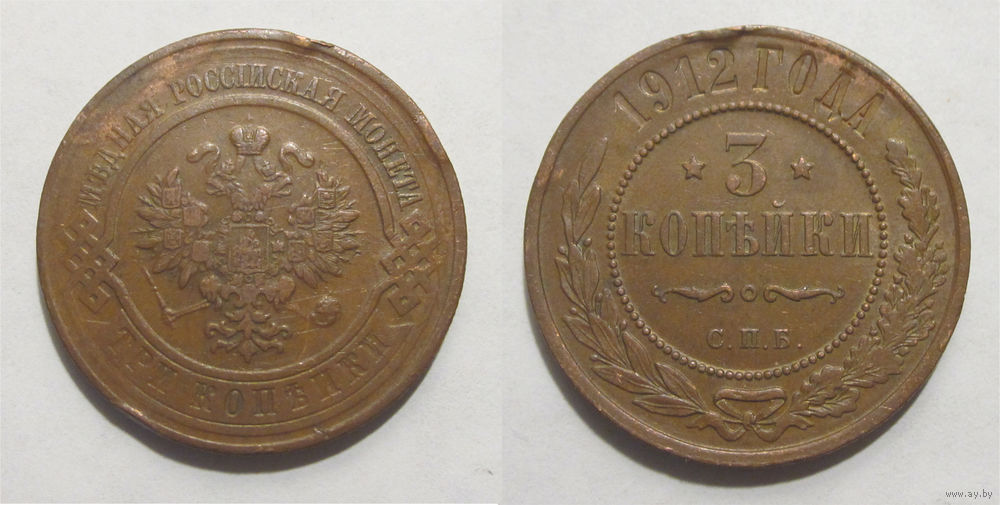 МѢДНАЯ РОССІЙСКАЯ МОНЕТА
ТРИ КОПѢЙКИ
1912 ГОДА
3
КОПѢЙКИ
С.П.Б.
www.ay.by